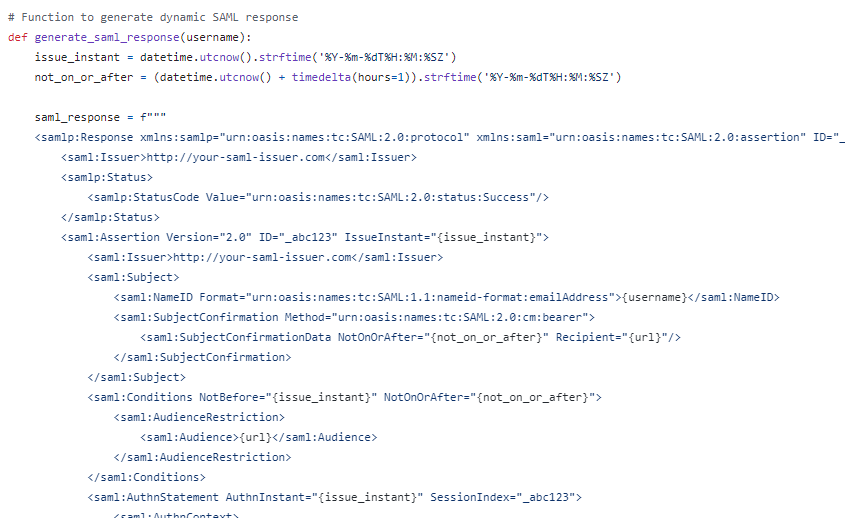 # Function to generate dynamic SAML response
def generate_saml_response(username):
    issue_instant = datetime.utcnow().strftime('%Y-%m-%dT%H:%M:%SZ')
    not_on_or_after = (datetime.utcnow() + timedelta(hours=1)).strftime('%Y-%m-%dT%H:%M:%SZ')

    saml_response = f"""
    <samlp:Response xmlns:samlp="urn:oasis:names:tc:SAML:2.0:protocol" xmlns:saml="urn:oasis:names:tc:SAML:2.0:assertion" ID="_
        <saml:Issuer>http://your-saml-issuer.com</saml:Issuer>
        <samlp:Status>
            <samlp:StatusCode Value="urn:oasis:names:tc:SAML:2.0:status:Success"/>
        </samlp:Status>
        <saml:Assertion Version="2.0" ID="_abc123" IssueInstant="{issue_instant}">
            <saml:Issuer>http://your-saml-issuer.com</saml:Issuer>
            <saml:Subject>
                <saml:NameID Format="urn:oasis:names:tc:SAML:1.1:nameid-format:emailAddress">{username}</saml:NameID>
                <saml:SubjectConfirmation Method="urn:oasis:names:tc:SAML:2.0:cm:bearer">
                    <saml:SubjectConfirmationData NotOnOrAfter="{not_on_or_after}" Recipient="{url}"/>
                </saml:SubjectConfirmation>
            </saml:Subject>
            <saml:Conditions NotBefore="{issue_instant}" NotOnOrAfter="{not_on_or_after}">
                <saml:AudienceRestriction>
                    <saml:Audience>{url}</saml:Audience>
                </saml:AudienceRestriction>
            </saml:Conditions>
            <saml:AuthnStatement AuthnInstant="{issue_instant}" SessionIndex="_abc123">
                <saml:AuthnContext>